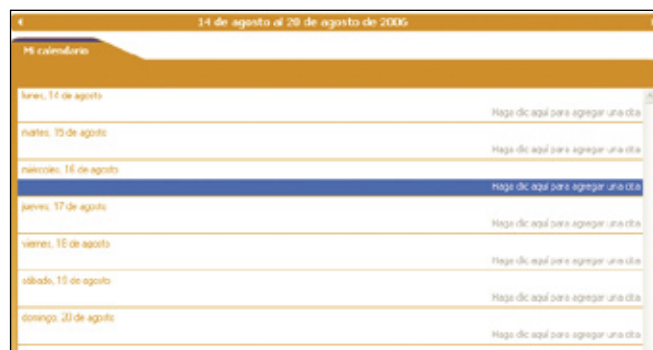 14 de agosto al 20 de agosto de 2006
Mi calendario
lunes, 14 de agosto
Haga clic aquí para agregar una cita
martes, 15 de agosto
Haga clic aquí para agregar una cita
miércoles, 16 de agosto
Haga clic aquí para agregar una cita
jueves, 17 de agosto
Haga clic aquí para agregar una cita
viernes, 18 de agosto
Haga clic aquí para agregar una cita
sábado, 19 de agosto
Haga clic aquí para agregar una cita
domingo, 20 de agosto
Haga clic aquí para agregar una cita